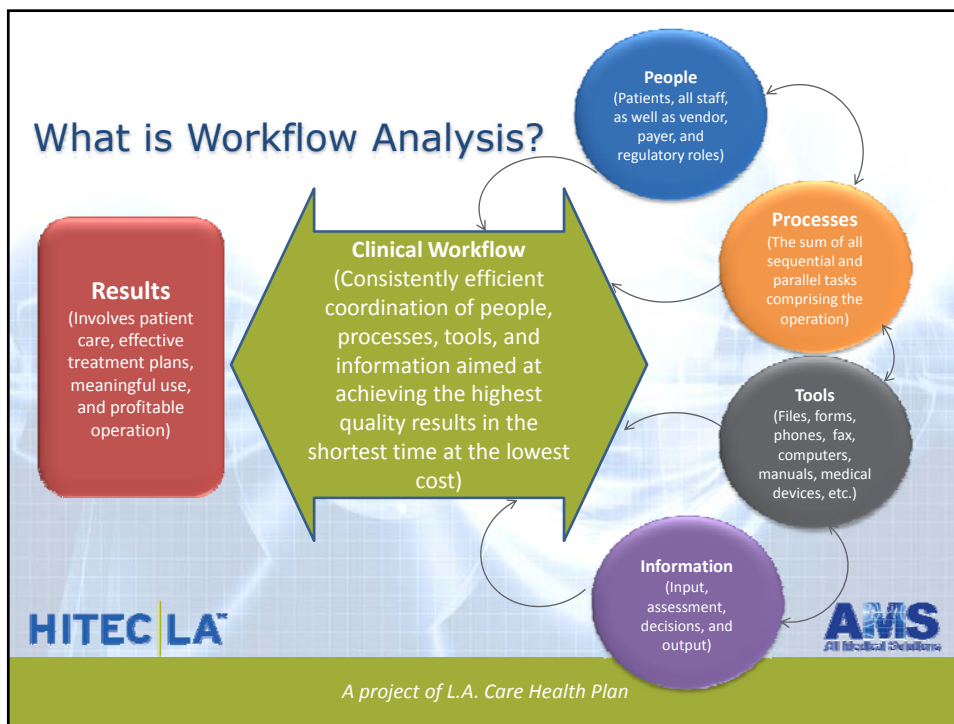 What is Workflow Analysis?
People
(Patients, all staff,
as well as vendor,
payer, and
regulatory roles)
Processes
(The sum of all
sequential and
parallel tasks
comprising the
operation)
Clinical Workflow
(Consistently efficient
coordination of people,
processes, tools, and
information aimed at
achieving the highest
quality results in the
shortest time at the lowest
cost)
Results
(Involves patient
care, effective
treatment plans,
meaningful use,
and profitable
operation)
Tools
(Files, forms,
phones, fax,
computers,
manuals, medical
devices, etc.)
Information
(Input,
assessment,
decisions, and
output)
HITEC|LA™
AMS
All Medical Solutions
A project of L.A. Care Health Plan